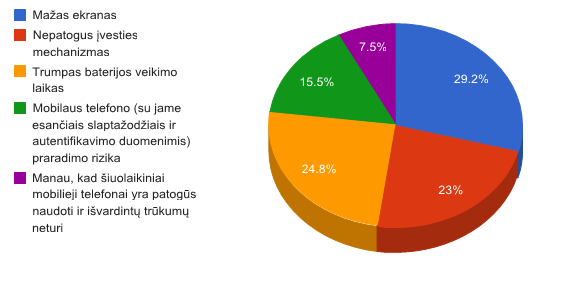 Mažas ekranas
Nepatogus įvesties
mechanizmas
Trumpas baterijos veikimo
laikas
Mobilaus telefono (su jame
esančiais slaptažodžiais ir
autentifikavimo duomenimis)
praradimo rizika
Manau, kad šiuolaikiniai
mobilieji telefonai yra patogūs
naudoti ir išvardintų trūkumų
neturi
7.5%
29.2%
15.5%
24.8%
23%